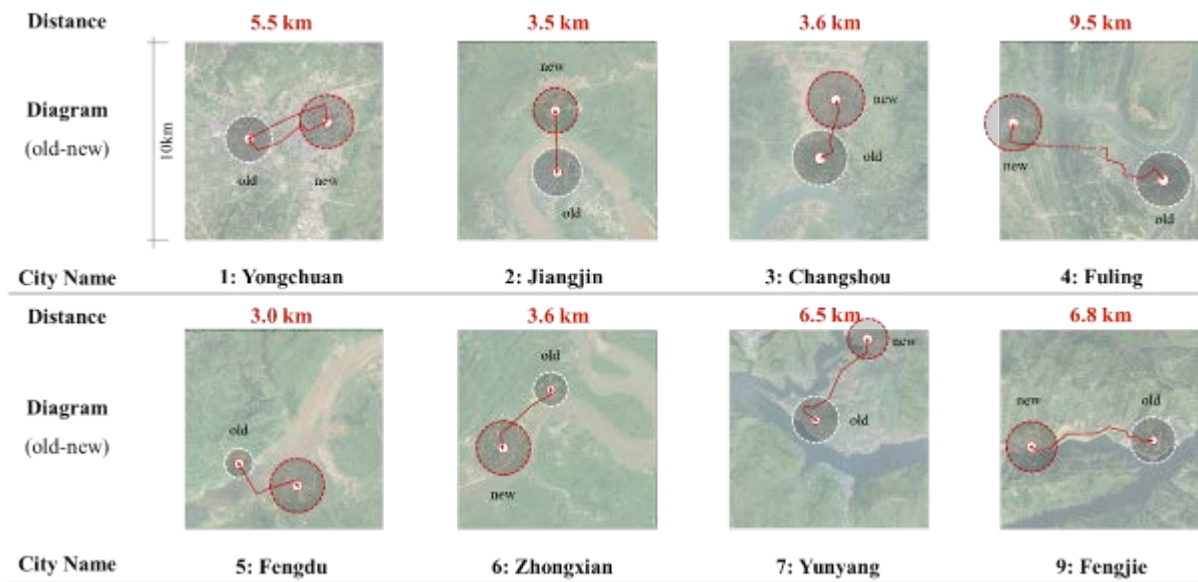 Distance 5.5 km 3.5 km 3.6 km 9.5 km
Diagram
(old-new)
10km
old new
new
old
new
old
new
old
City Name 1: Yongchuan 2: Jiangjin 3: Changshou 4: Fuling
Distance 3.0 km 3.6 km 6.5 km 6.8 km
Diagram
(old-new)
old
old
new
new
old
new old
City Name 5: Fengdu 6: Zhongxian 7: Yunyang 9: Fengjie